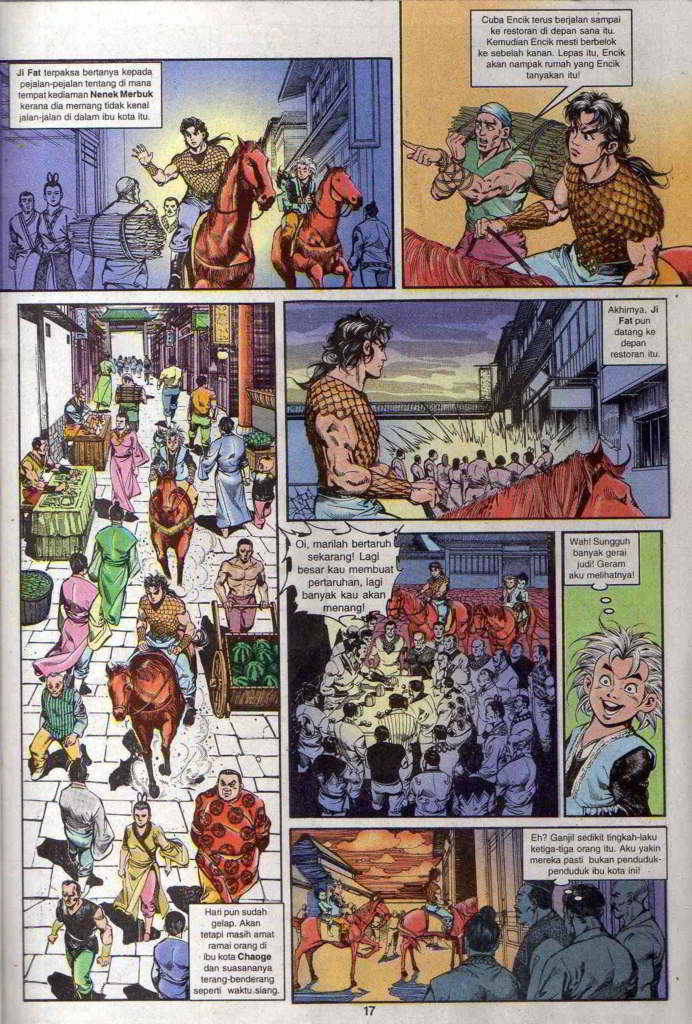 Ji Fat terpaksa bertanya kepada
pejalan-pejalan tentang di mana
tempat kediaman Nenek Merbuk
kerana dia memang tidak kenal
jalan-jalan di dalam ibu kota itu.
Cuba Encik terus berjalan sampai
ke restoran di depan sana itu.
Kemudian Encik mesti berbelok
ke sebelah kanan. Lepas itu, Encik
akan nampak rumah yang Encik
tanyakan itu!
Hari pun sudah
gelap. Akan
tetapi masih amat
ramai orang di
ibu kota Chaoge
dan suasananya
terang-benderang
seperti waktu siang.
Akhirnya, Ji
Fat pun
datang ke
depan
restoran itu.
Oi, marilah bertaruh
sekarang! Lagi
besar kau membuat
pertaruhan, lagi
banyak kau akan
menang!
Wah! Sungguh
banyak gerai
judi! Geram
aku melihatnya!
Eh? Ganjil sedikit tingkah-laku
ketiga-tiga orang itu. Aku yakin
mereka pasti bukan penduduk-
penduduk ibu kota ini!
17